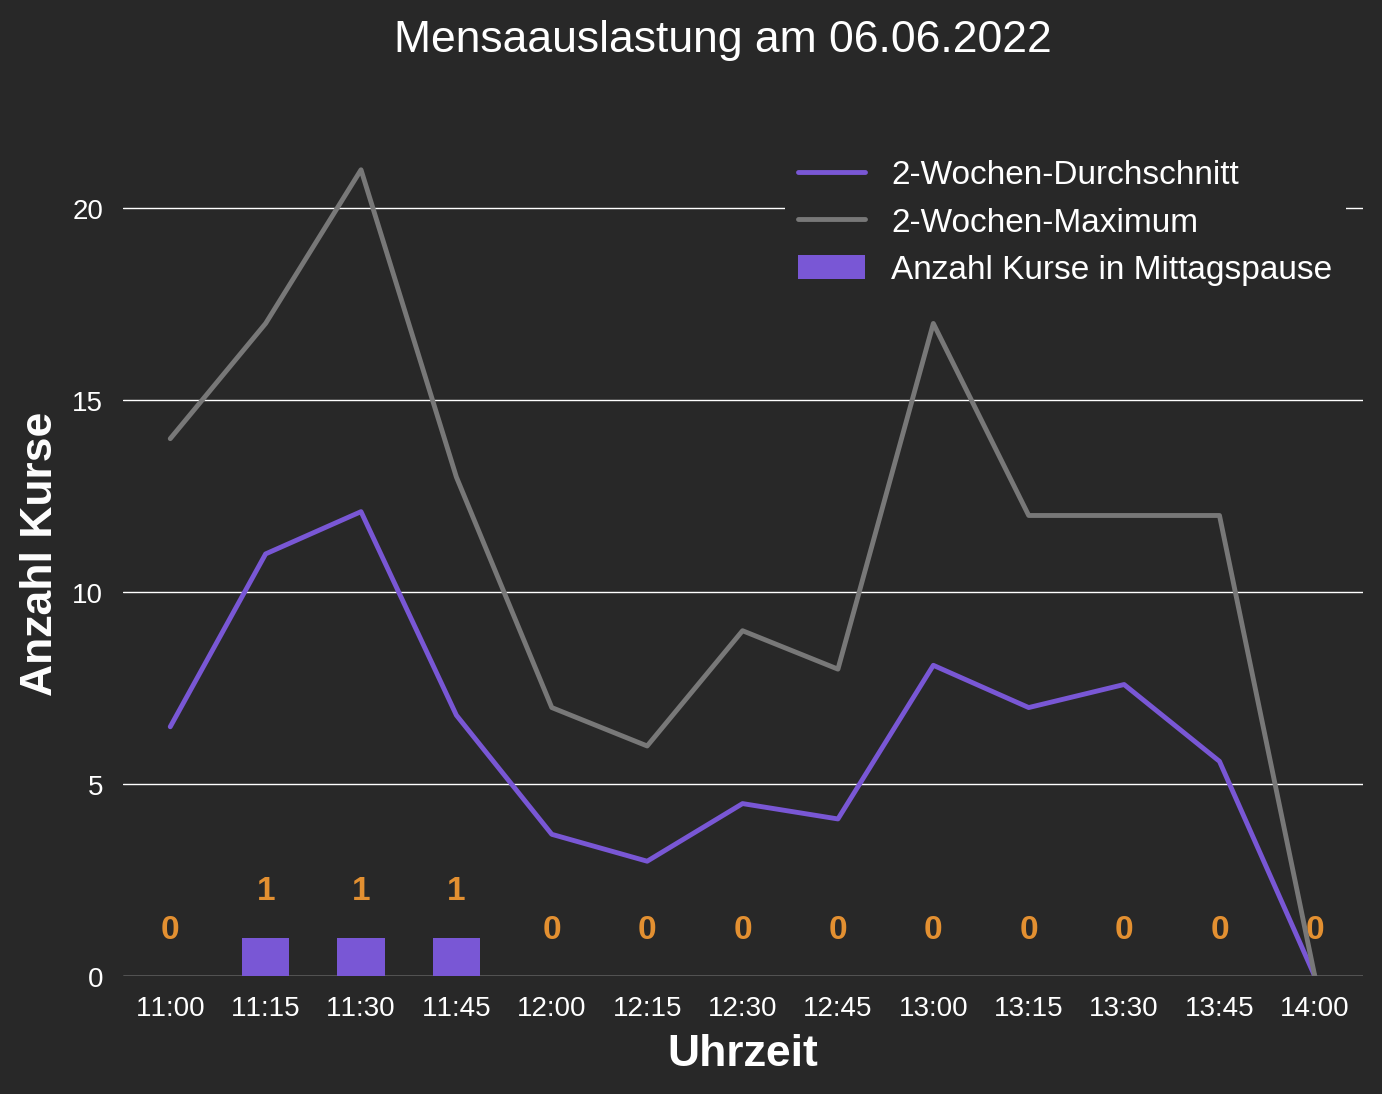 Mensaauslastung am 06.06.2022
2-Wochen-Durchschnitt
2-Wochen-Maximum
Anzahl Kurse in Mittagspause
Anzahl Kurse
20
15
10
5
0
0 1 1 1 0 0 0 0 0 0 0 0 0
11:00 11:15 11:30 11:45 12:00 12:15 12:30 12:45 13:00 13:15 13:30 13:45 14:00
Uhrzeit